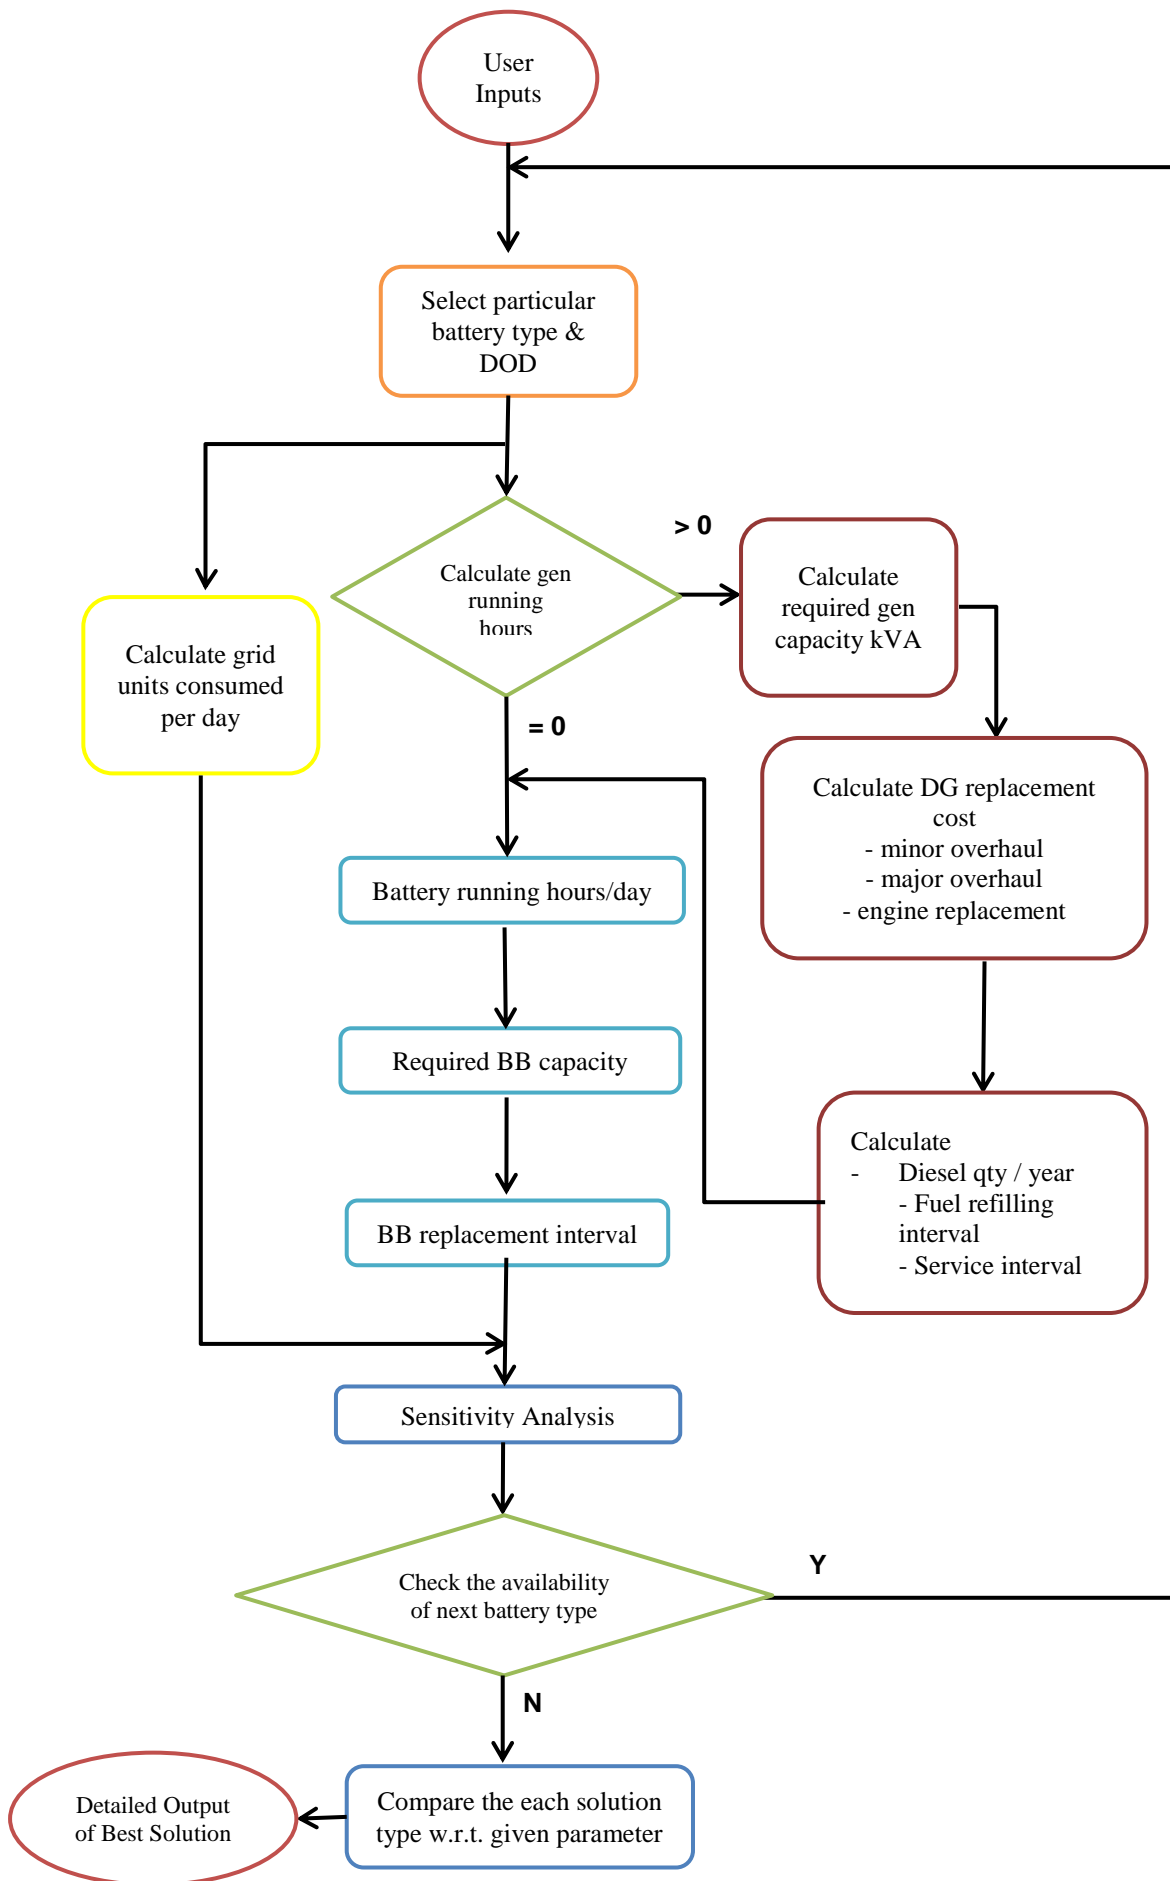 User
Inputs
Select particular
battery type &
DOD
> 0
Calculate gen
running
hours
Calculate
required gen
capacity kVA
Calculate grid
units consumed
per day
= 0
Calculate DG replacement
cost
- minor overhaul
- major overhaul
- engine replacement
Battery running hours/day
Required BB capacity
Calculate
- Diesel qty / year
- Fuel refilling
interval
- Service interval
BB replacement interval
Sensitivity Analysis
Check the availability
of next battery type
Y
N
Compare the each solution
type w.r.t. given parameter
Detailed Output
of Best Solution